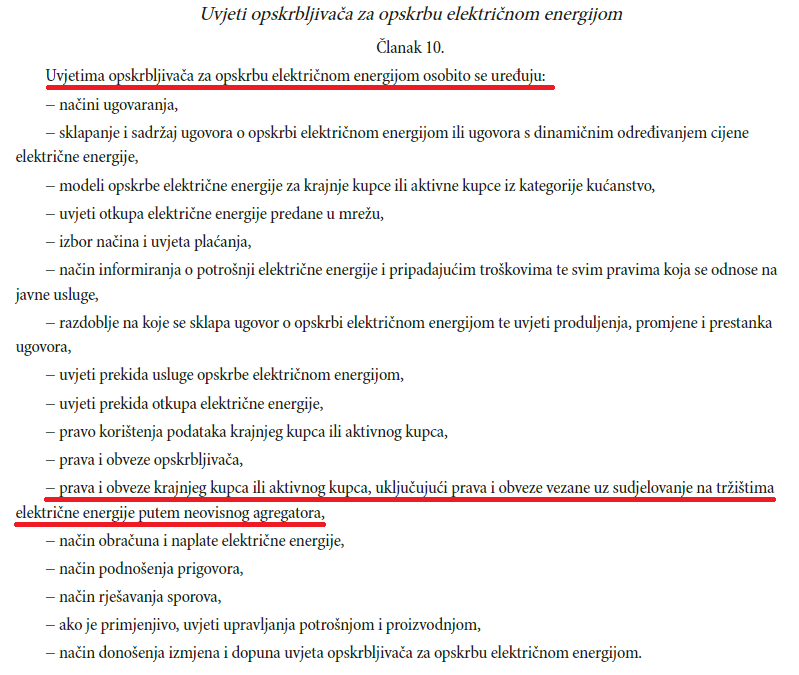 Uvjeti opskrbljivača za opskrbu električnom energijom
Članak 10.
Uvjetima opskrbljivača za opskrbu električnom energijom osobito se uređuju:
– načini ugovaranja,
– sklapanje i sadržaj ugovora o opskrbi električnom energijom ili ugovora s dinamičnim određivanjem cijene
električne energije,
– modeli opskrbe električne energije za krajnje kupce ili aktivne kupce iz kategorije kućanstvo,
– uvjeti otkupa električne energije predane u mrežu,
– izbor načina i uvjeta plaćanja,
– način informiranja o potrošnji električne energije i pripadajućim troškovima te svim pravima koja se odnose na
javne usluge,
– razdoblje na koje se sklapa ugovor o opskrbi električnom energijom te uvjeti produljenja, promjene i prestanka
ugovora,
– uvjeti prekida usluge opskrbe električnom energijom,
– uvjeti prekida otkupa električne energije,
– pravo korištenja podataka krajnjeg kupca ili aktivnog kupca,
– prava i obveze opskrbljivača,
– prava i obveze krajnjeg kupca ili aktivnog kupca, uključujući prava i obveze vezane uz sudjelovanje na tržištima
električne energije putem neovisnog agregatora,
– način obračuna i naplate električne energije,
– način podnošenja prigovora,
– način rješavanja sporova,
– ako je primjenjivo, uvjeti upravljanja potrošnjom i proizvodnjom,
– način donošenja izmjena i dopuna uvjeta opskrbljivača za opskrbu električnom energijom.